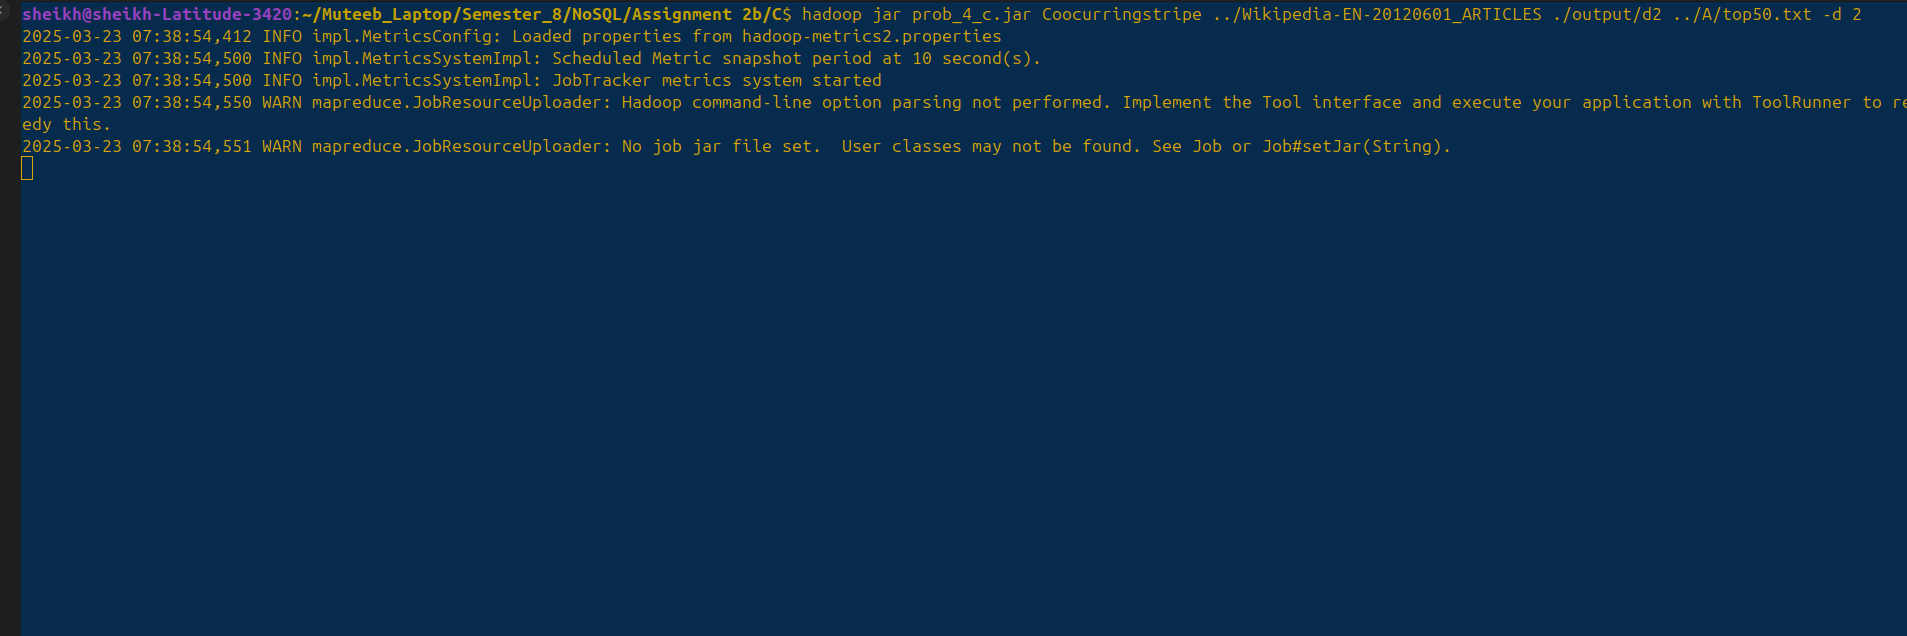 sheikh@sheikh-Latitude-3420:~/Muteeb_Laptop/Semester_8/NoSQL/Assignment 2b/C$ hadoop jar prob_4_c.jar Coocurringstripe ../Wikipedia-EN-20120601_ARTICLES ./output/d2 ../A/top50.txt -d 2
2025-03-23 07:38:54,412 INFO impl.MetricsConfig: Loaded properties from hadoop-metrics2.properties
2025-03-23 07:38:54,500 INFO impl.MetricsSystemImpl: Scheduled Metric snapshot period at 10 second(s).
2025-03-23 07:38:54,500 INFO impl.MetricsSystemImpl: JobTracker metrics system started
2025-03-23 07:38:54,550 WARN mapreduce.JobResourceUploader: Hadoop command-line option parsing not performed. Implement the Tool interface and execute your application with ToolRunner to re
edy this.
2025-03-23 07:38:54,551 WARN mapreduce.JobResourceUploader: No job jar file set.  User classes may not be found. See Job or Job#setJar(String).